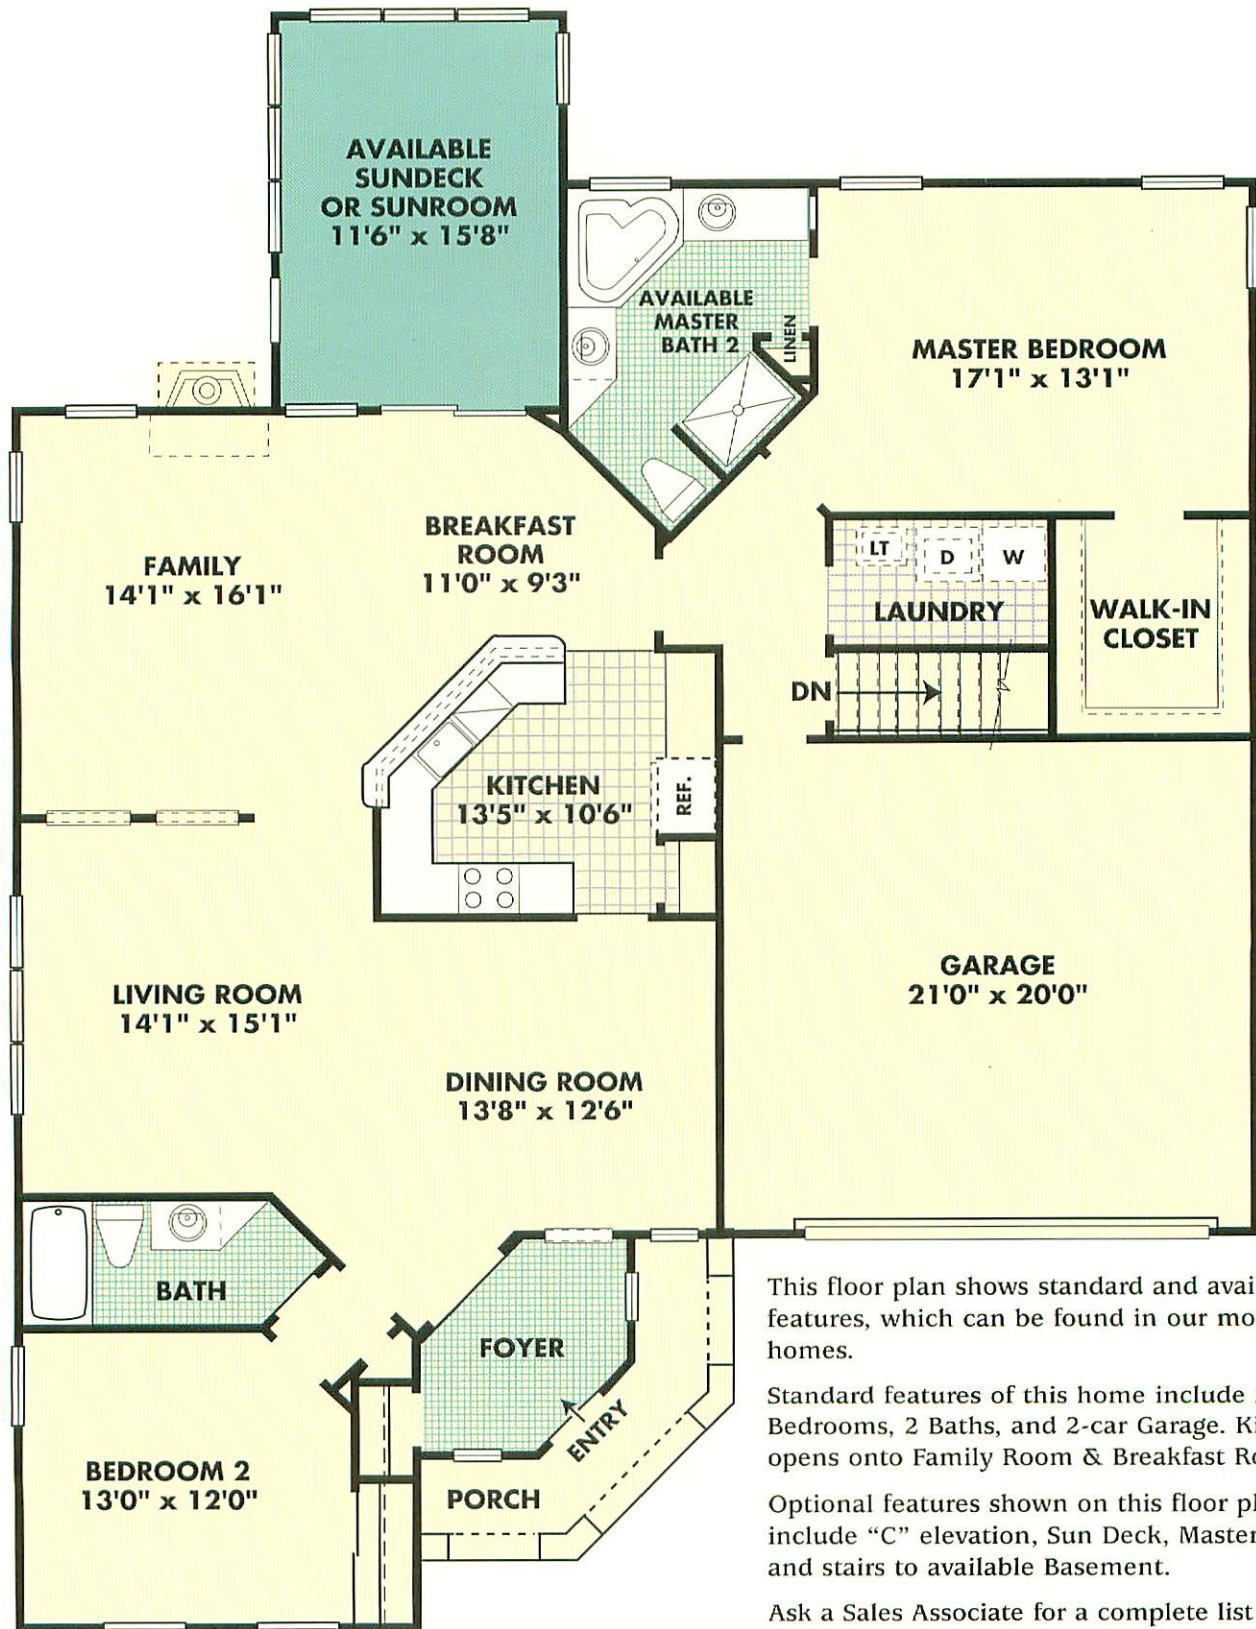 AVAILABLE
SUNDECK
OR SUNROOM
11'6" x 15'8"
AVAILABLE
MASTER
BATH 2
LINEN
MASTER BEDROOM
17'1" x 13'1"
FAMILY
14'1" x 16'1"
BREAKFAST
ROOM
11'0" x 9'3"
LT
D
W
LAUNDRY
WALK-IN
CLOSET
DN
KITCHEN
13'5" x 10'6"
REF.
LIVING ROOM
14'1" x 15'1"
DINING ROOM
13'8" x 12'6"
GARAGE
21'0" x 20'0"
BATH
FOYER
ENTRY
BEDROOM 2
13'0" x 12'0"
PORCH
This floor plan shows standard and
features, which can be found in our
homes.
Standard features of this home include
Bedrooms, 2 Baths, and 2-car Garage.
opens onto Family Room & Breakfast
Optional features shown on this floor
include “C” elevation, Sun Deck, Master
and stairs to available Basement.
Ask a Sales Associate for a complete list